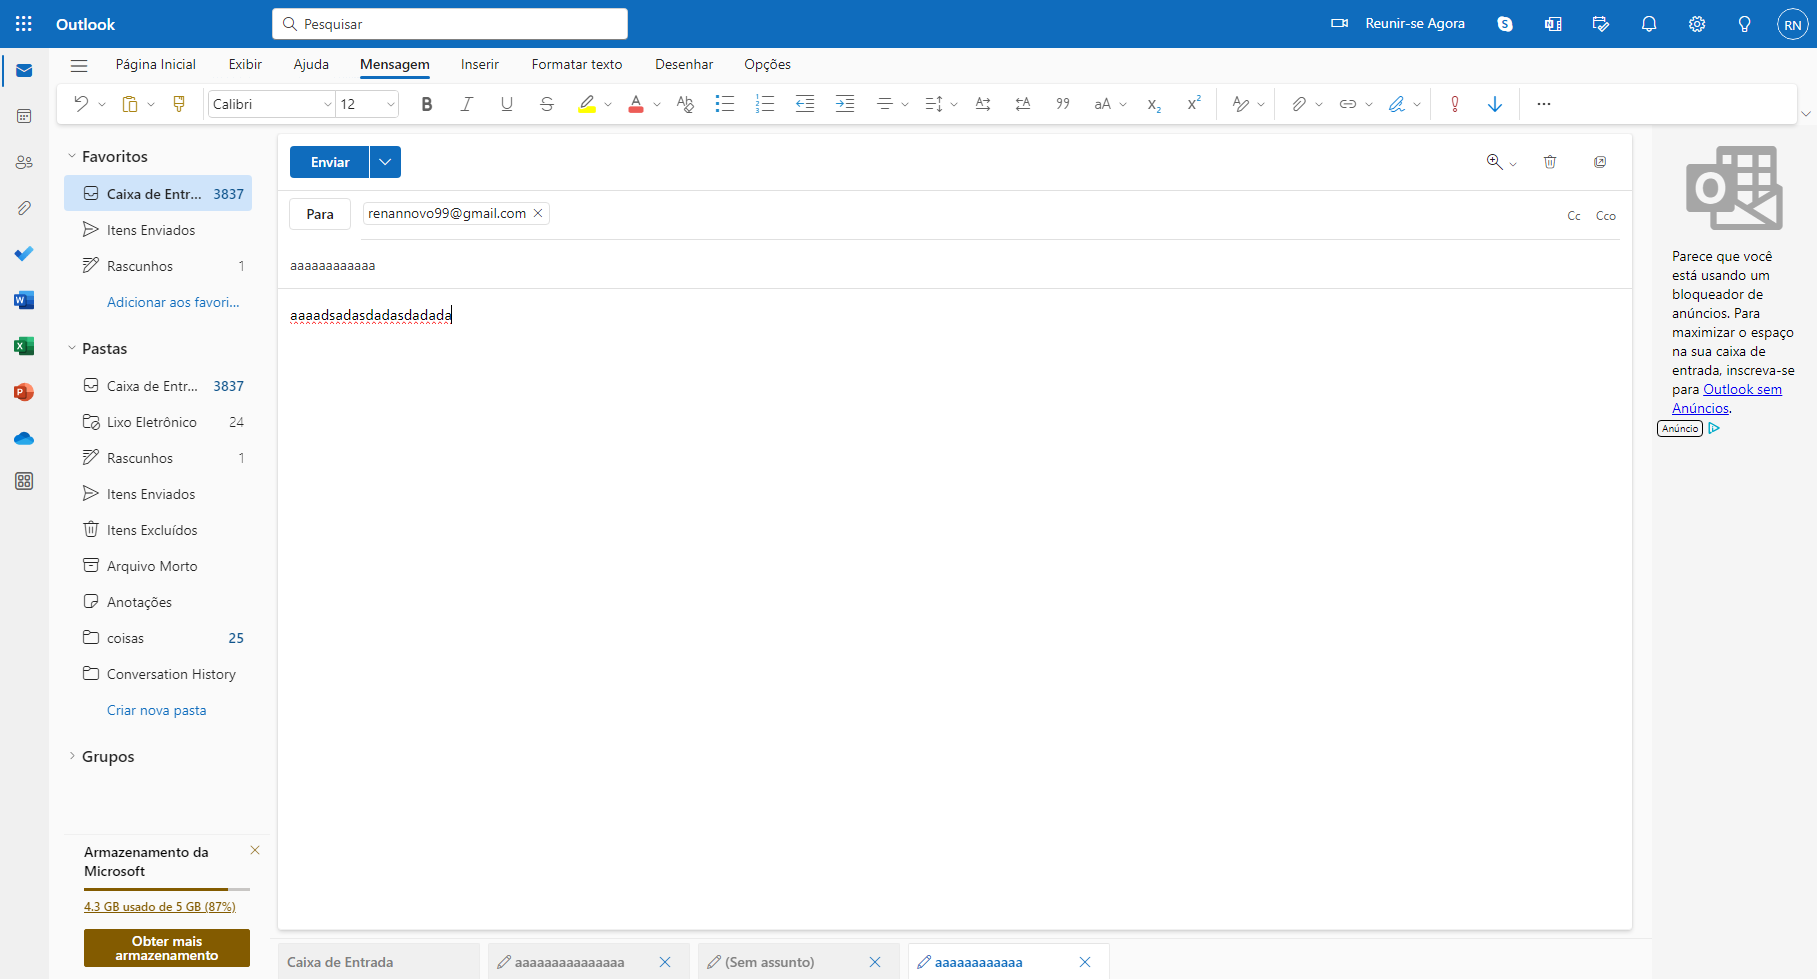 Outlook
Pesquisar
Reunir-se Agora
RN
Página Inicial
Exibir
Ajuda
Mensagem
Inserir
Formatar texto
Desenhar
Opções
Calibri
12
Favoritos
Caixa de Entr... 3837
Itens Enviados
Rascunhos 1
Adicionar aos favori...
Pastas
Caixa de Entr... 3837
Lixo Eletrônico 24
Rascunhos 1
Itens Enviados
Itens Excluídos
Arquivo Morto
Anotações
coisas 25
Conversation History
Criar nova pasta
Grupos
Armazenamento da
Microsoft
4.3 GB usado de 5 GB (87%)
Obter mais
armazenamento
Enviar
Para
renannovo99@gmail.com
Cc
Cco
aaaaaaaaaaaa
aaaadsadasdadasdadada
Parece que você
está usando um
bloqueador de
anúncios. Para
maximizar o espaço
na sua caixa de
entrada, inscreva-se
para Outlook sem
Anúncios.
Anúncio
Caixa de Entrada
aaaaaaaaaaaaaaa
(Sem assunto)
aaaaaaaaaaaa